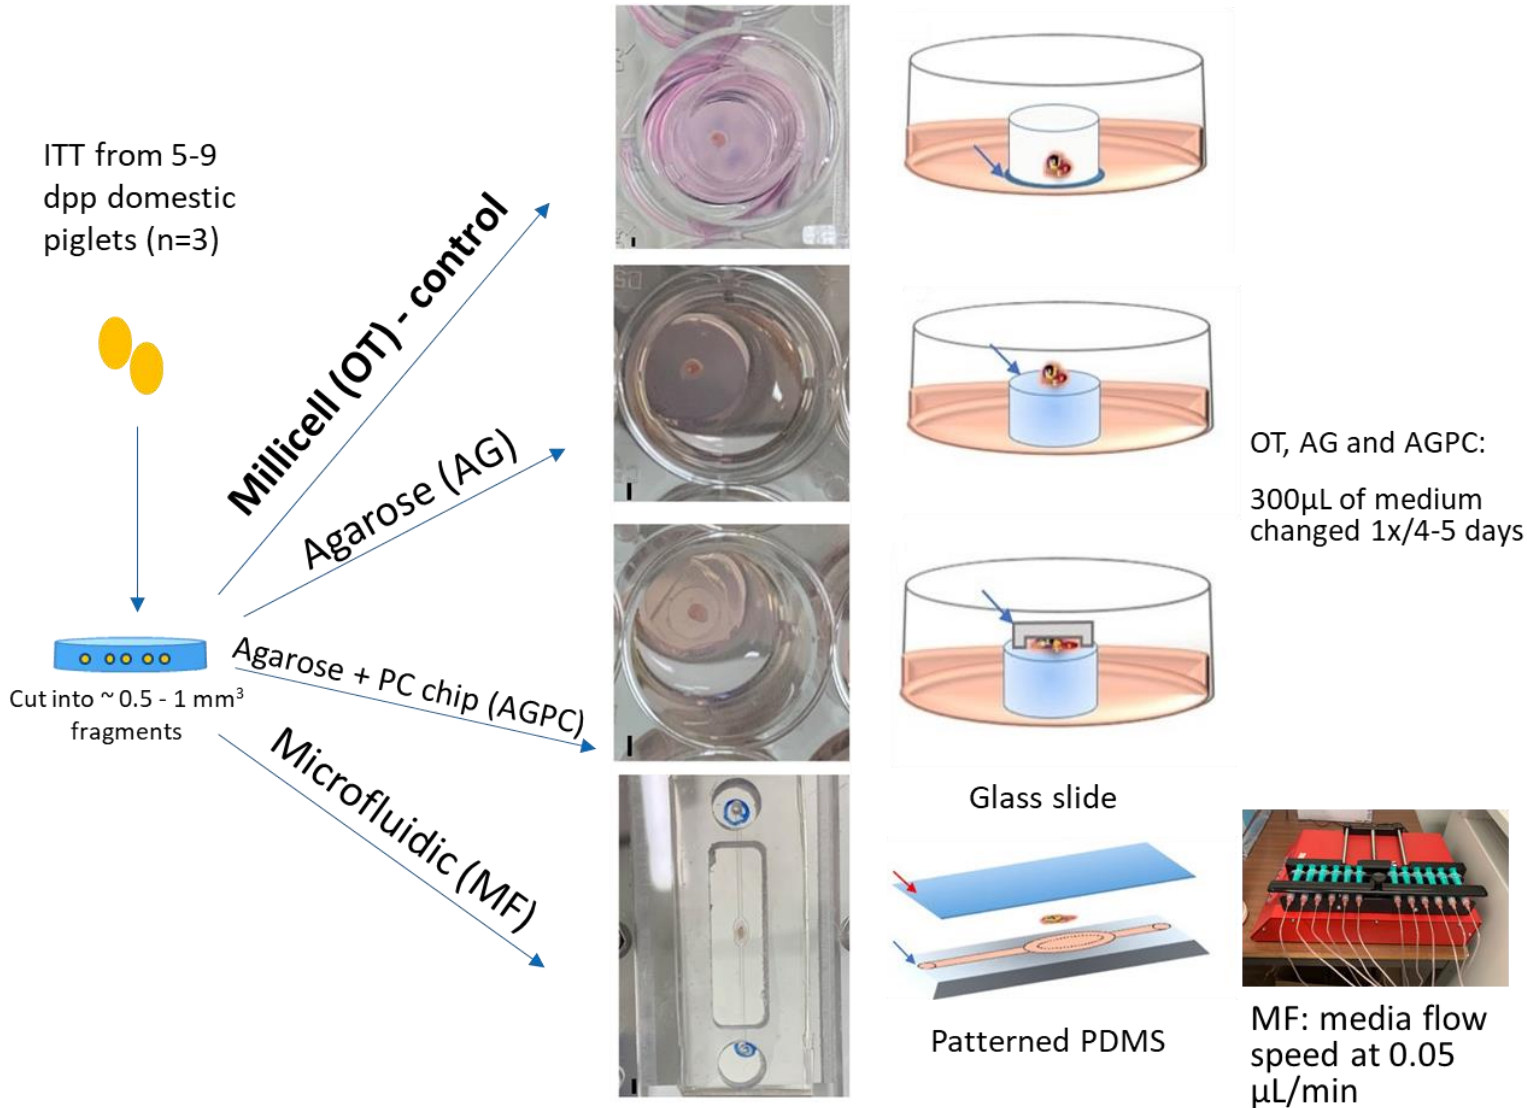 ITT from 5-9
dpp domestic
piglets (n=3)
Cut into ~ 0.5 - 1 mm³
fragments
Millicell (OT) - control
Agarose (AG)
Agarose + PC chip (AGPC)
Microfluidic (MF)
OT, AG and AGPC:
300µL of medium
changed 1x/4-5 days
Glass slide
Patterned PDMS
MF: media flow
speed at 0.05
µL/min